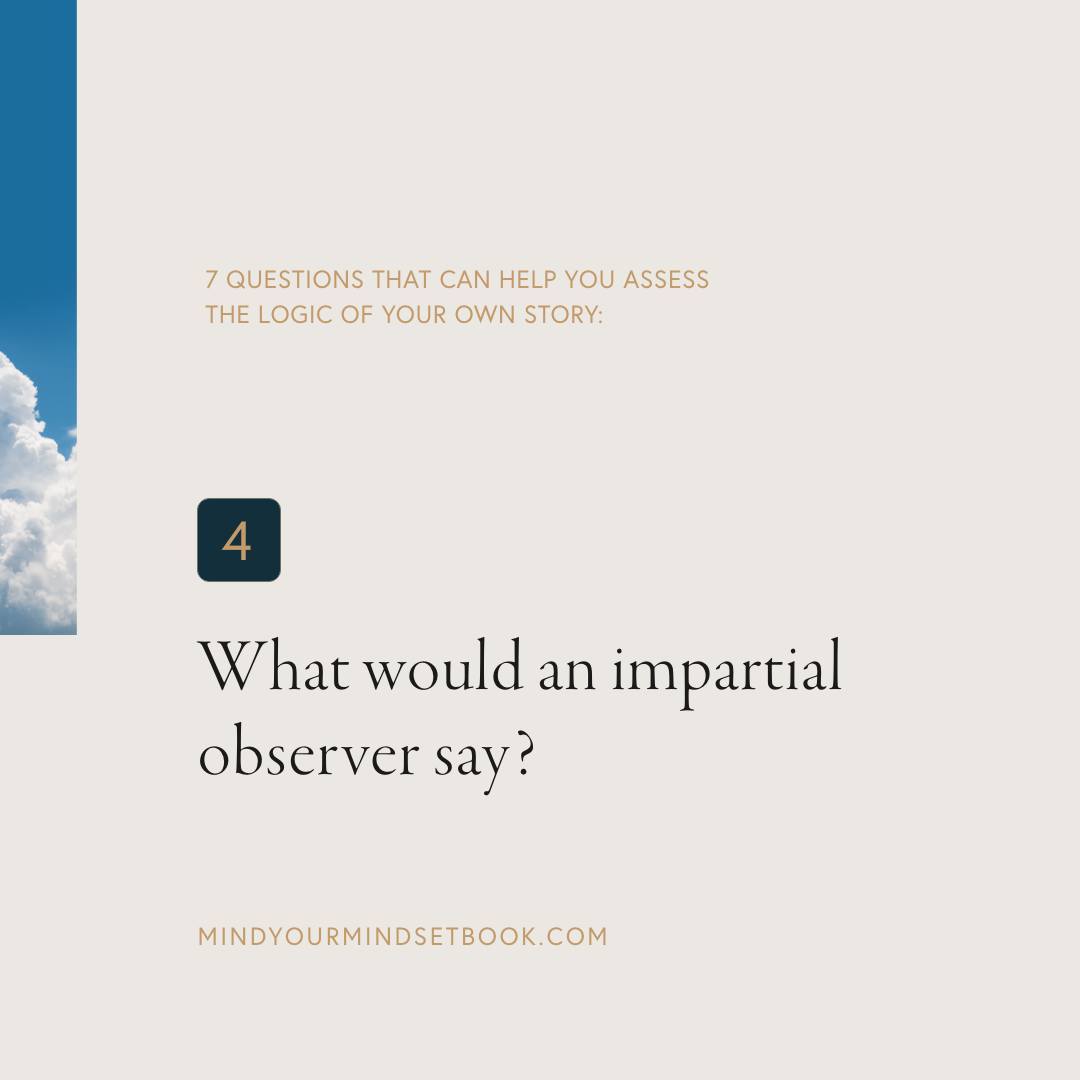 7 QUESTIONS THAT CAN HELP YOU ASSESS
THE LOGIC OF YOUR OWN STORY:
4
What would an impartial
observer say?
MINDYOURMINDSETBOOK.COM